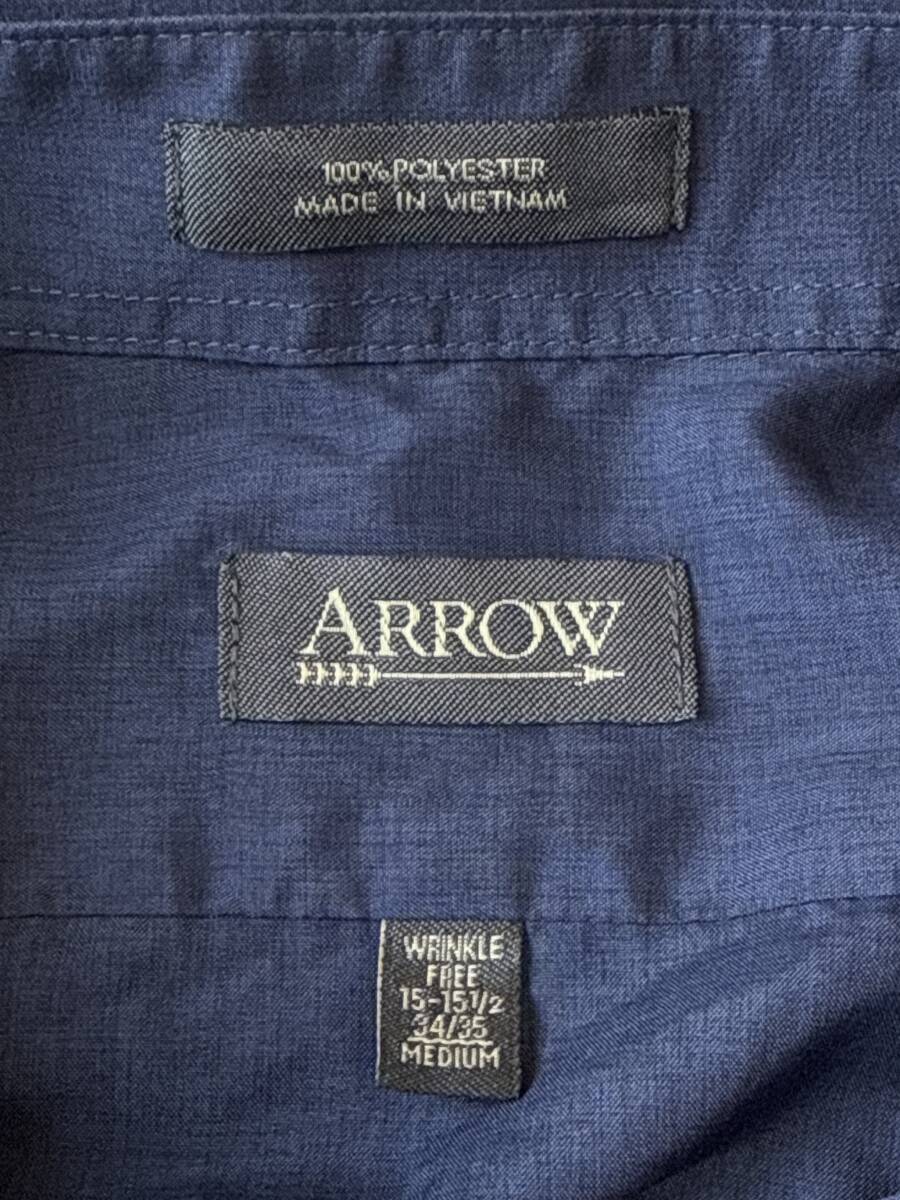 100% POLYESTER
MADE IN VIETNAM
ARROW
WRINKLE
FREE
15-15 1/2
34/35
MEDIUM